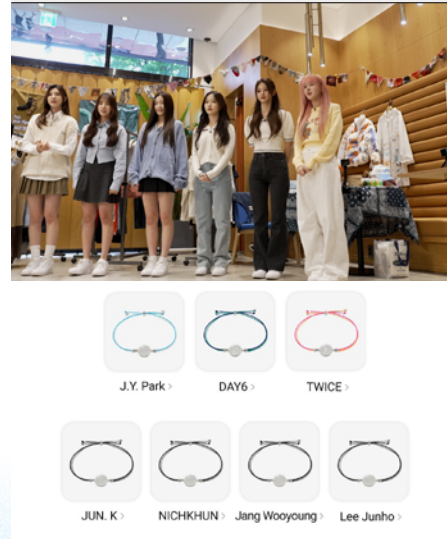 J.Y. Park >
DAY6 >
TWICE >
JUN. K >
NICHKHUN >
Jang Wooyoung >
Lee Junho >